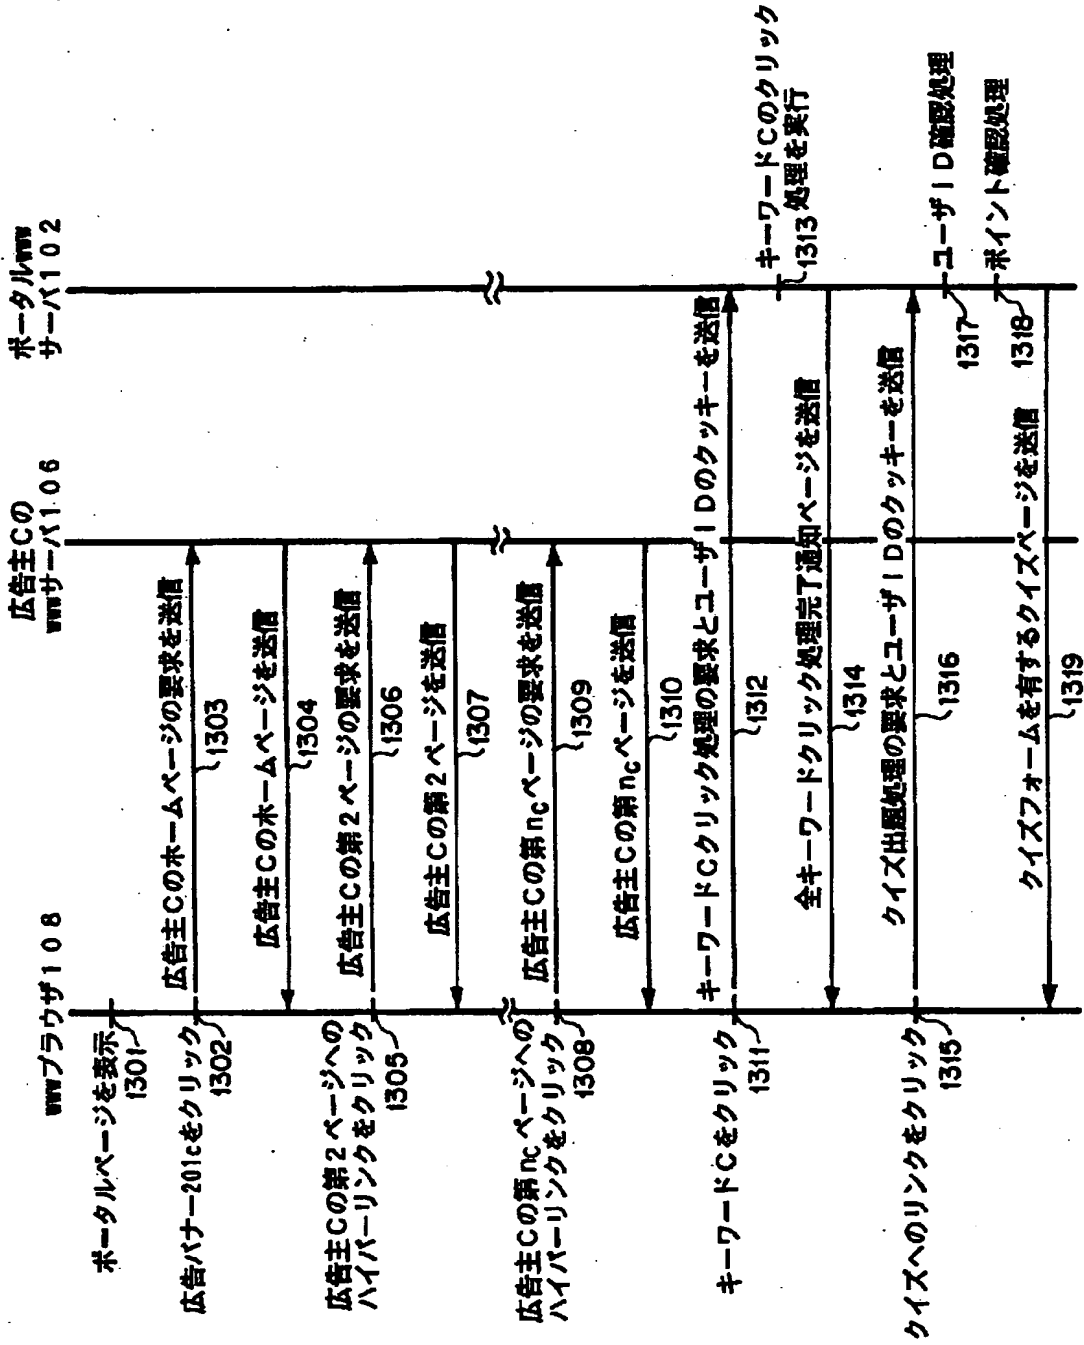 wwwブラウザ108
広告主Cの
wwwサーバ106
ポータルwww
サーバ102
ポータルページを表示
1301
広告バナー201cをクリック
1302
広告主Cのホームページの要求を送信
1303
広告主Cのホームページを送信
1304
広告主Cの第2ページへの
ハイパーリンクをクリック
1305
広告主Cの第2ページの要求を送信
1306
広告主Cの第2ページを送信
1307
広告主Cの第ncページへの
ハイパーリンクをクリック
1308
広告主Cの第ncページの要求を送信
1309
広告主Cの第ncページを送信
1310
キーワードCをクリック
1311
キーワードCクリック処理の要求とユーザIDのクッキーを送信
1312
キーワードCのクリック
処理を実行
1313
全キーワードクリック処理完了通知ページを送信
1314
クイズへのリンクをクリック
1315
クイズ出題処理の要求とユーザIDのクッキーを送信
1316
ユーザID確認処理
1317
ポイント確認処理
1318
クイズフォームを有するクイズページを送信
1319